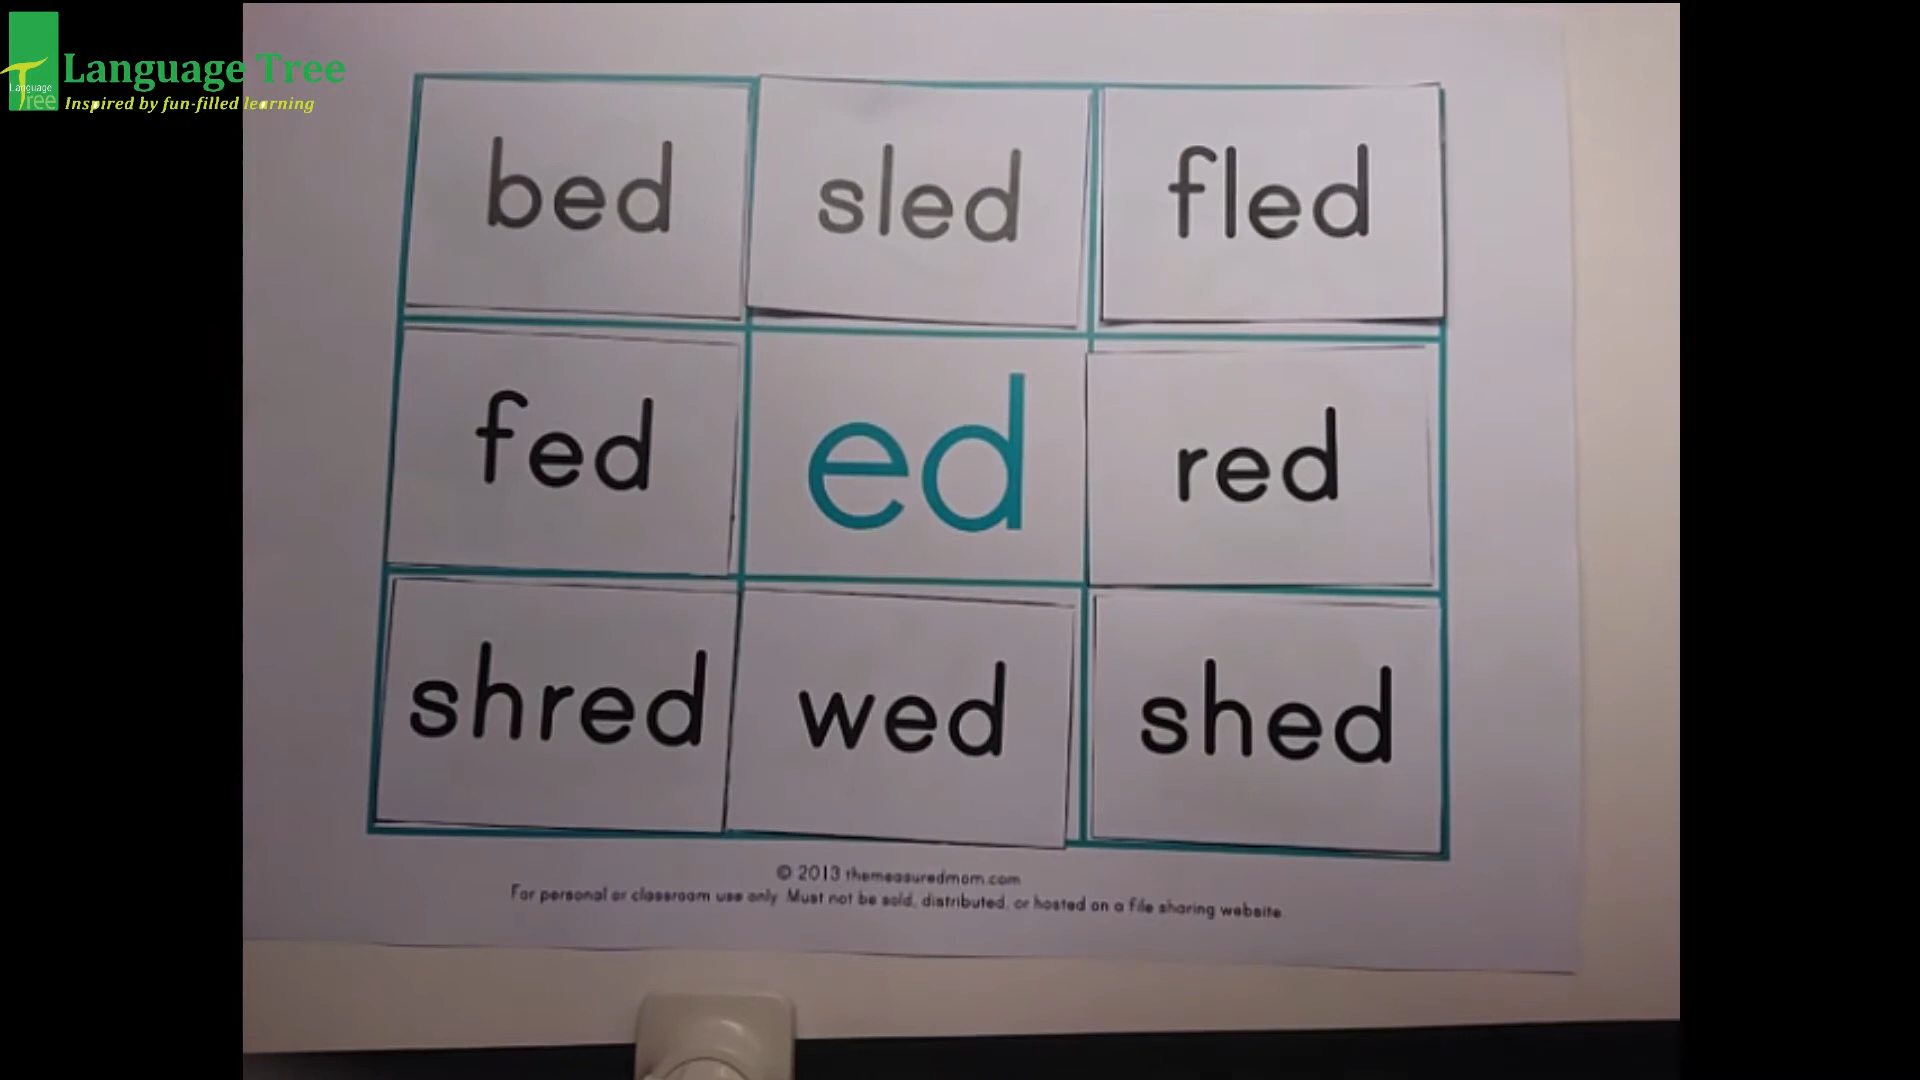 Language Tree
Inspired by fun-filled learning
Language
Tree
bed sled fled
fed ed red
shred wed shed
© 2013 themeasuredmom.com
For personal or classroom use only. Must not be sold, distributed, or hosted on a file sharing website